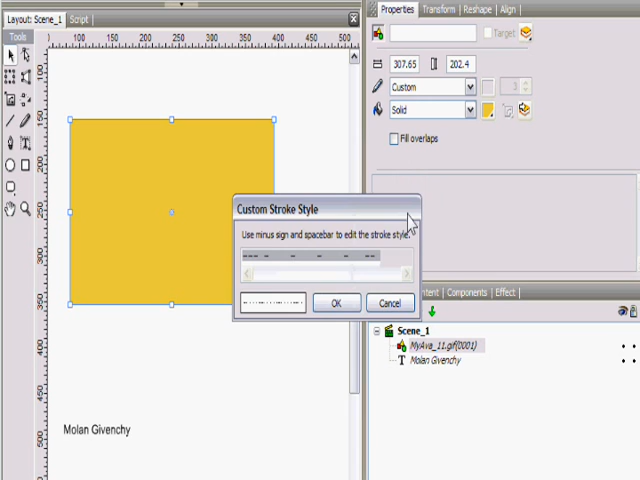 Layout: Scene_1 Script
Properties Transform Reshape Align
Tools
50 100 150 200 250 300 350 400 450 500
Target
307.65 202.4
Custom 3
Solid
Fill overlaps
100
150
200
250
300
350
400
450
500
Custom Stroke Style
Use minus sign and spacebar to edit the stroke style.
--- - - - - --
OK Cancel
ntent Components Effect
Scene_1
MyAva_11.gif(0001)
T Molan Givenchy
Molan Givenchy